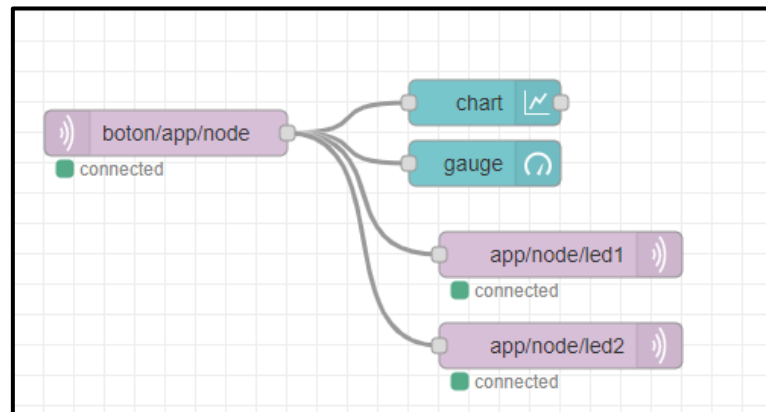 boton/app/node
connected
chart
gauge
app/node/led1
connected
app/node/led2
connected